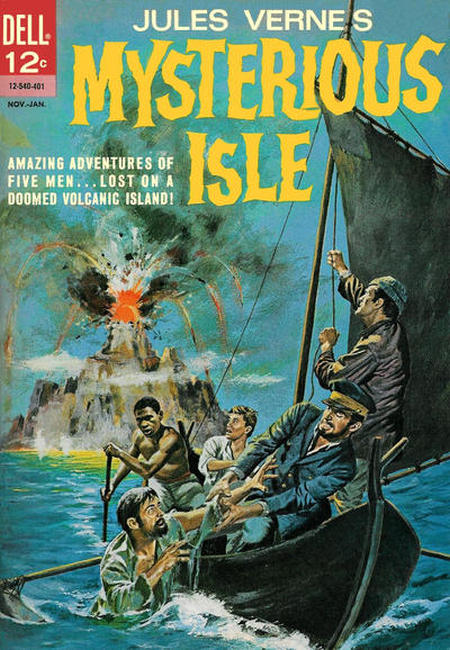 DELL®
12c
12-540-401
NOV.-JAN.
JULES VERNE'S
MYSTERIOUS
ISLE
AMAZING ADVENTURES OF
FIVE MEN...LOST ON A
DOOMED VOLCANIC ISLAND!